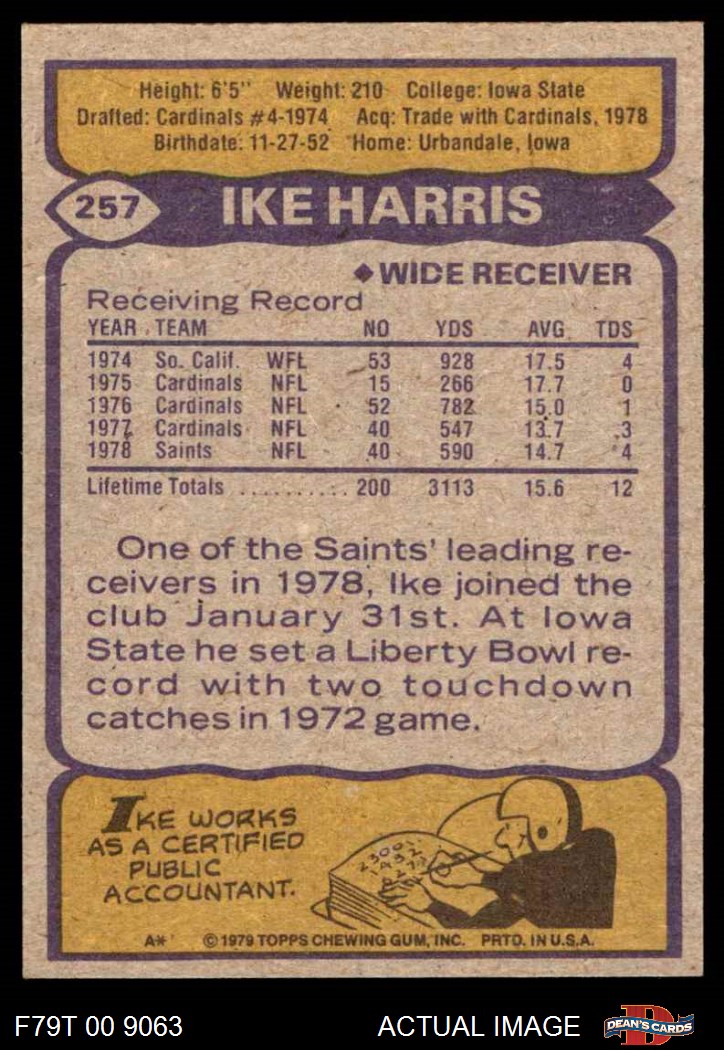 Height: 6'5" Weight: 210 College: Iowa State
Drafted: Cardinals #4-1974 Acq: Trade with Cardinals, 1978
Birthdate: 11-27-52 Home: Urbandale, Iowa
257 IKE HARRIS
◆WIDE RECEIVER
Receiving Record
YEAR TEAM NO YDS AVG TDS
1974 So. Calif. WFL 53 928 17.5 4
1975 Cardinals NFL 15 266 17.7 0
1976 Cardinals NFL 52 782 15.0 1
1977 Cardinals NFL 40 547 13.7 3
1978 Saints NFL 40 590 14.7 4
Lifetime Totals .......... 200 3113 15.6 12
One of the Saints' leading re-
ceivers in 1978, Ike joined the
club January 31st. At Iowa
State he set a Liberty Bowl re-
cord with two touchdown
catches in 1972 game.
IKE WORKS
AS A CERTIFIED
PUBLIC
ACCOUNTANT.
A* © 1979 TOPPS CHEWING GUM, INC. PRTD. IN U.S.A.
F79T 00 9063 ACTUAL IMAGE D DEAN'S CARDS